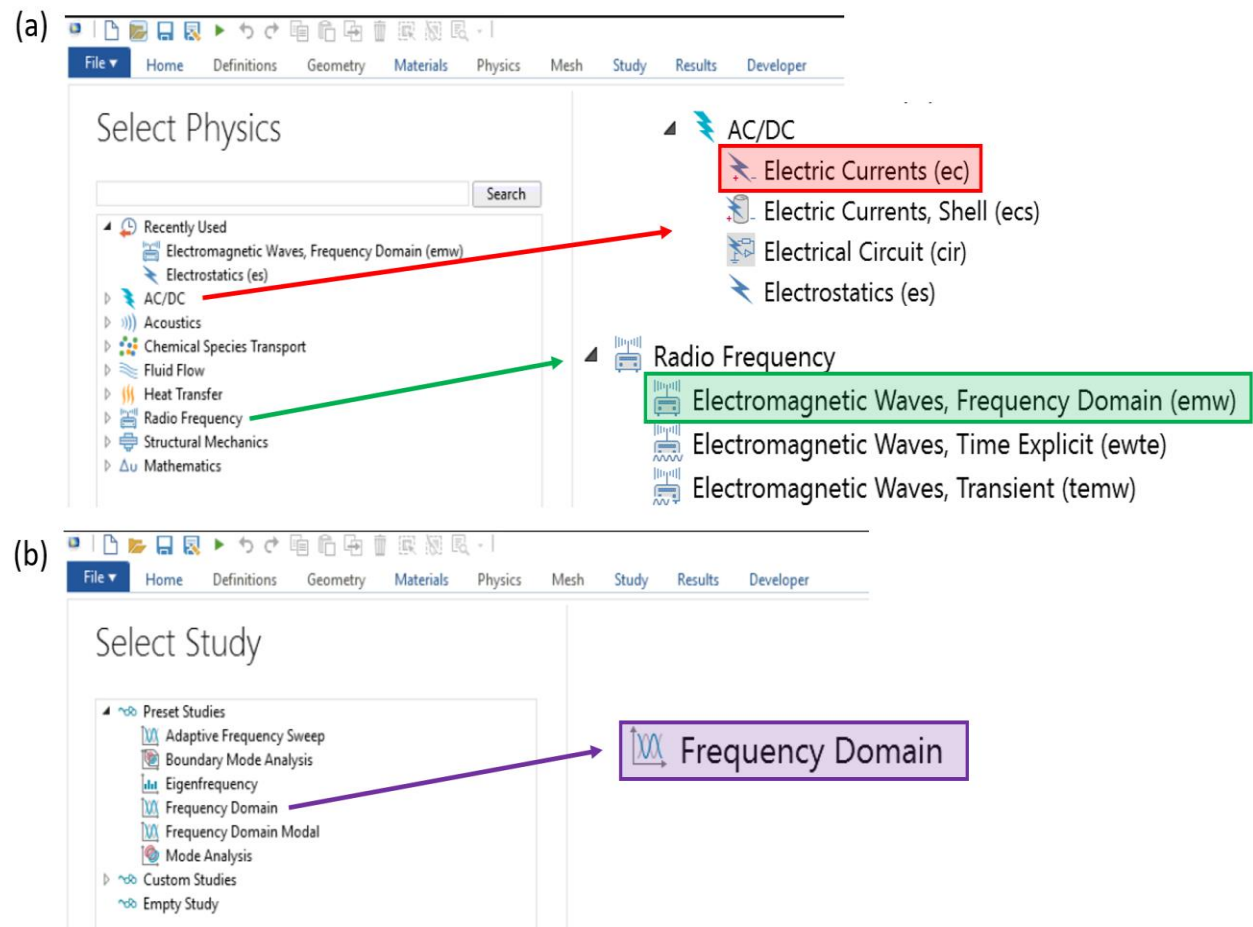 (a)
File Home Definitions Geometry Materials Physics Mesh Study Results Developer
Select Physics
Search
Recently Used
Electromagnetic Waves, Frequency Domain (emw)
Electrostatics (es)
AC/DC
Acoustics
Chemical Species Transport
Fluid Flow
Heat Transfer
Radio Frequency
Structural Mechanics
Δu Mathematics
AC/DC
Electric Currents (ec)
Electric Currents, Shell (ecs)
Electrical Circuit (cir)
Electrostatics (es)
Radio Frequency
Electromagnetic Waves, Frequency Domain (emw)
Electromagnetic Waves, Time Explicit (ewte)
Electromagnetic Waves, Transient (temw)
(b)
File Home Definitions Geometry Materials Physics Mesh Study Results Developer
Select Study
Preset Studies
Adaptive Frequency Sweep
Boundary Mode Analysis
Eigenfrequency
Frequency Domain
Frequency Domain Modal
Mode Analysis
Custom Studies
Empty Study
Frequency Domain